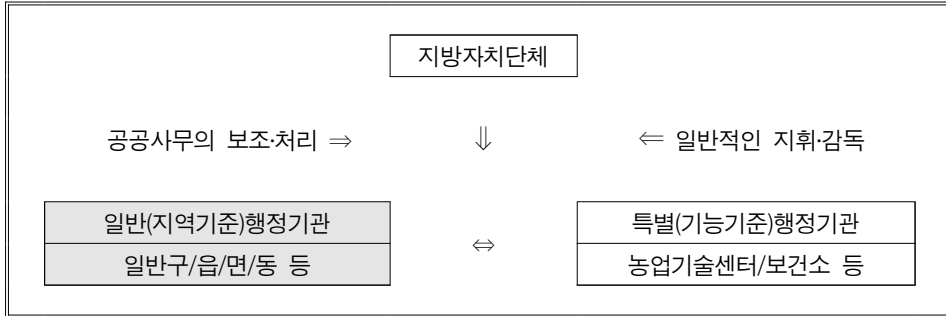 지방자치단체
공공사무의 보조·처리 ⇒ ⇓ ⇐ 일반적인 지휘·감독
일반(지역기준)행정기관 ⇔ 특별(기능기준)행정기관
일반구/읍/면/동 등 농업기술센터/보건소 등